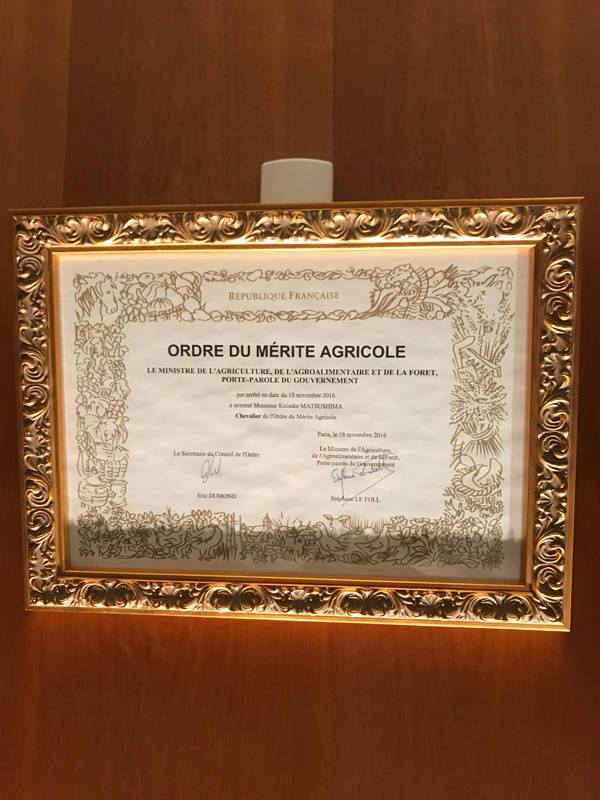 RÉPUBLIQUE FRANÇAISE
ORDRE DU MÉRITE AGRICOLE
LE MINISTRE DE L'AGRICULTURE, DE L'AGROALIMENTAIRE ET DE LA FORET,
PORTE-PAROLE DU GOUVERNEMENT
par arrêté en date du 18 novembre 2016
a nommé Monsieur Keisuke MATSUSHIMA
Chevalier de l'Ordre du Mérite Agricole
Paris, le 18 novembre 2016
Le Secrétaire du Conseil de l'Ordre
Le Ministre de l'Agriculture,
de l'Agroalimentaire et de la Forêt,
Porte-parole du Gouvernement
Eric DUMOND
Stéphane LE FOLL